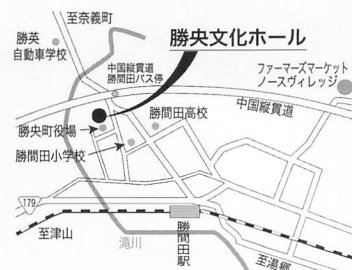 至奈義町
勝英
自動車学校
勝央文化ホール
中国縦貫道
勝間田バス停
ファーマーズマーケット
ノースヴィレッジ
勝間田高校
中国縦貫道
勝央町役場
勝間田小学校
179
至津山
滝川
勝間田駅
至湯郷